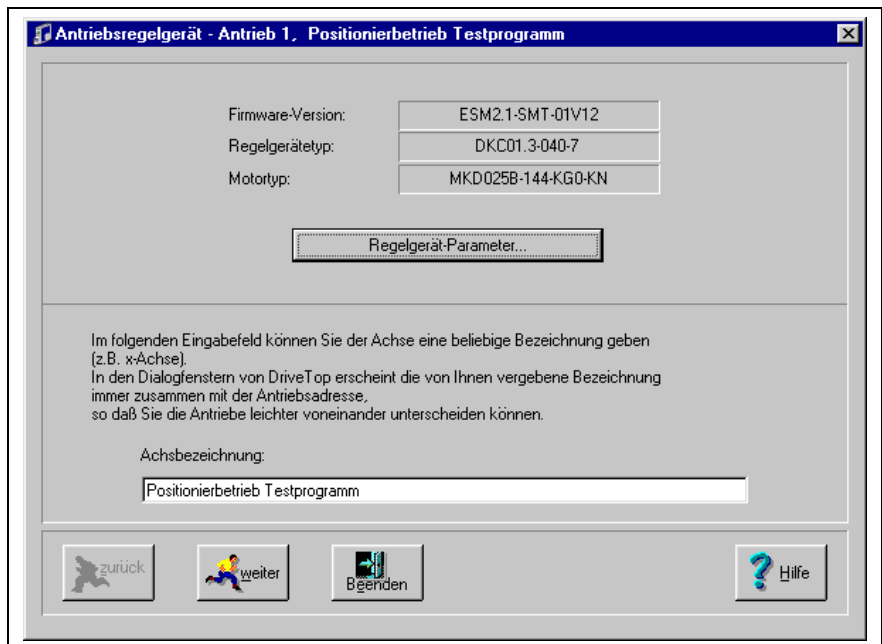 Antriebsregelgerät - Antrieb 1, Positionierbetrieb Testprogramm
Firmware-Version: ESM2.1-SMT-01V12
Regelgerätetyp: DKC01.3-040-7
Motortyp: MKD025B-144-KG0-KN
Regelgerät-Parameter...
Im folgenden Eingabefeld können Sie der Achse eine beliebige Bezeichnung geben
(z.B. x-Achse).
In den Dialogfenstern von DriveTop erscheint die von Ihnen vergebene Bezeichnung
immer zusammen mit der Antriebsadresse,
so daß Sie die Antriebe leichter voneinander unterscheiden können.
Achsbezeichnung:
Positionierbetrieb Testprogramm
zurück weiter Beenden Hilfe